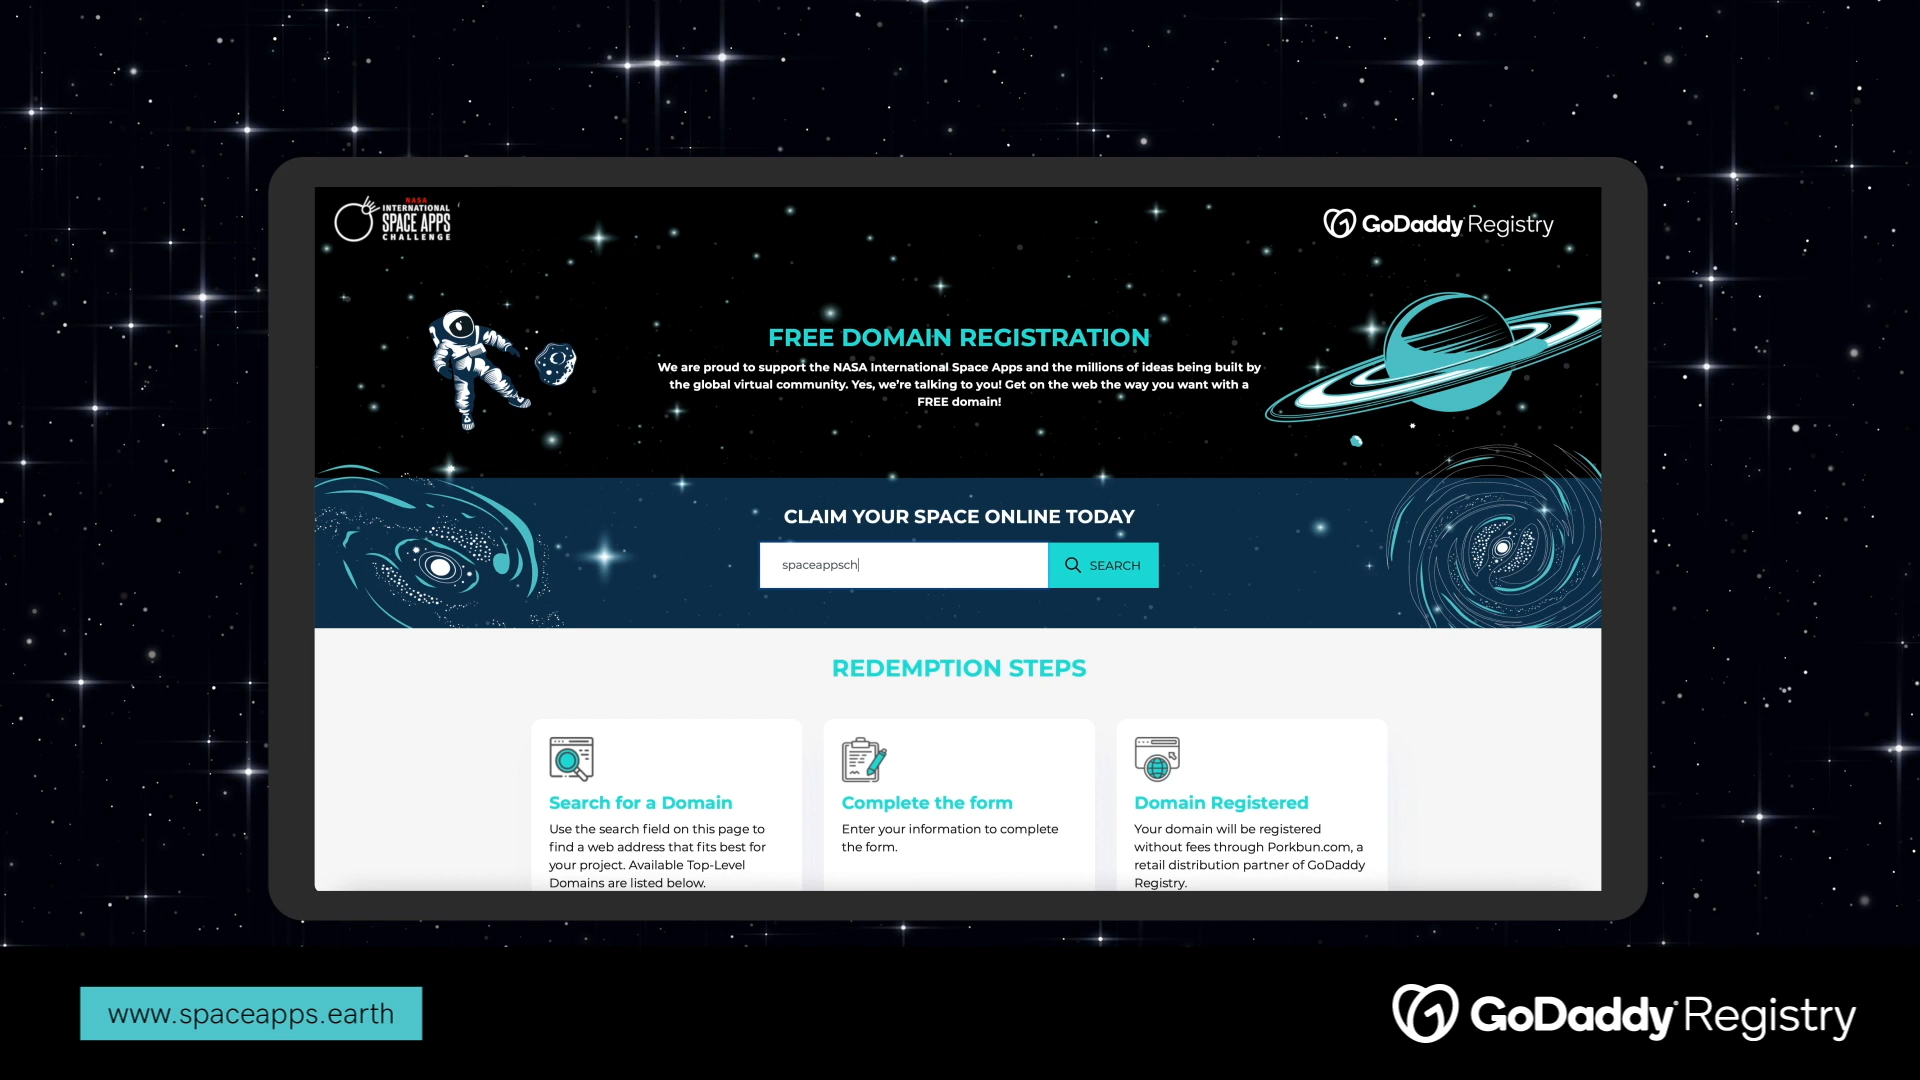 NASA
INTERNATIONAL
SPACE APPS
CHALLENGE
GoDaddy Registry
FREE DOMAIN REGISTRATION
We are proud to support the NASA International Space Apps and the millions of ideas being built by
the global virtual community. Yes, we're talking to you! Get on the web the way you want with a
FREE domain!
CLAIM YOUR SPACE ONLINE TODAY
spaceappsch
SEARCH
REDEMPTION STEPS
Search for a Domain
Use the search field on this page to
find a web address that fits best for
your project. Available Top-Level
Domains are listed below.
Complete the form
Enter your information to complete
the form.
Domain Registered
Your domain will be registered
without fees through Porkbun.com, a
retail distribution partner of GoDaddy
Registry.
www.spaceapps.earth
GoDaddy Registry